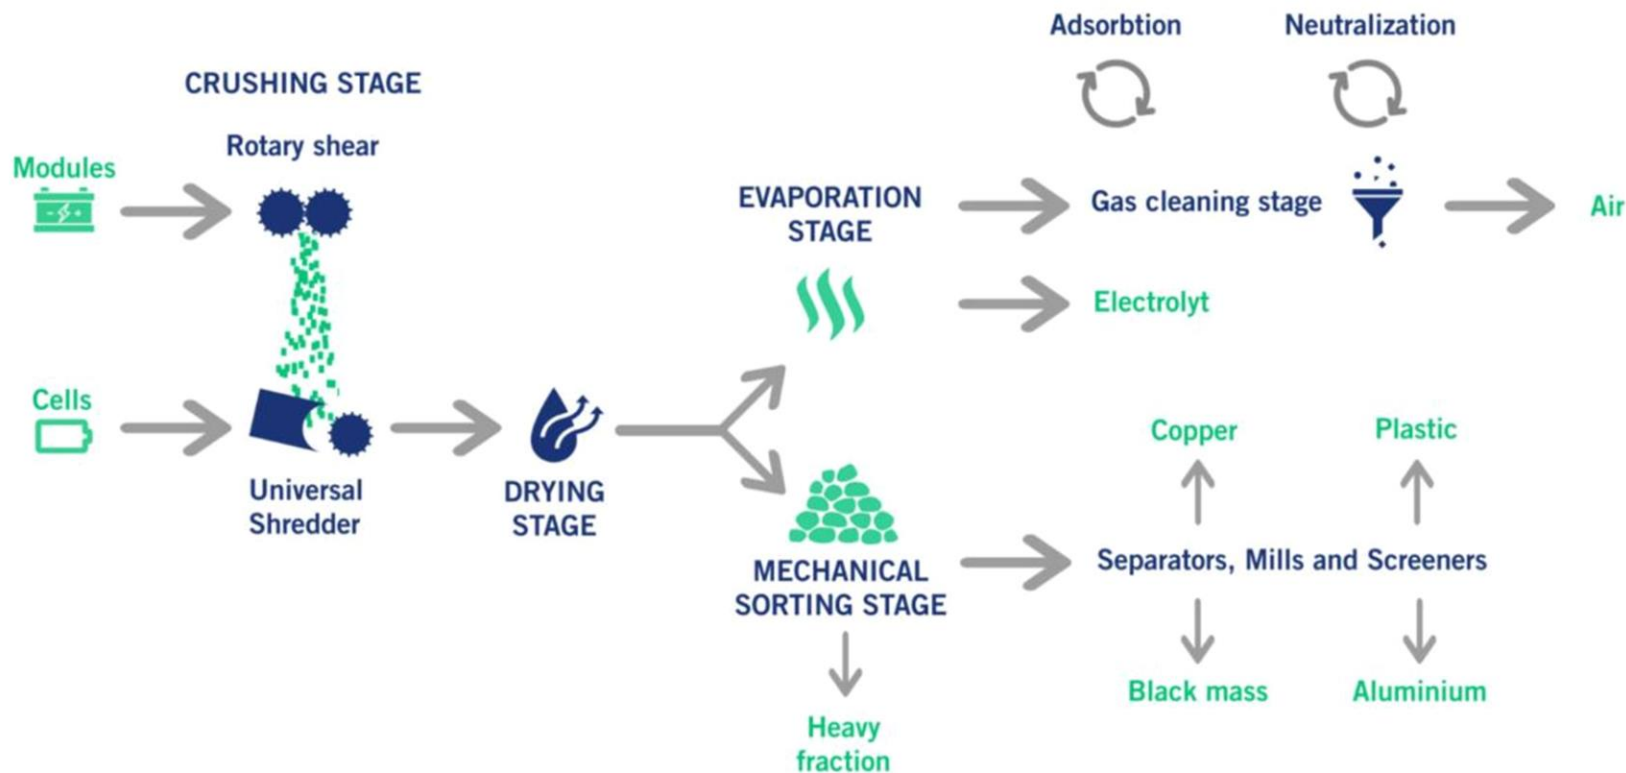 Adsorbtion
Neutralization
CRUSHING STAGE
Rotary shear
Modules
EVAPORATION
STAGE
Gas cleaning stage
Air
Electrolyt
Cells
Universal
Shredder
DRYING
STAGE
Copper
Plastic
MECHANICAL
SORTING STAGE
Separators, Mills and Screeners
Black mass
Aluminium
Heavy
fraction